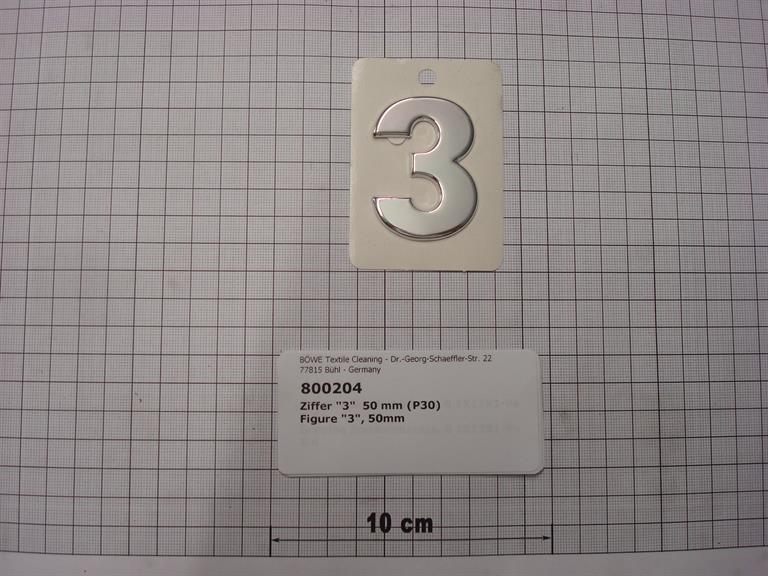 3
BÖWE Textile Cleaning - Dr.-Georg-Schaeffler-Str. 22
77815 Bühl - Germany
800204
Ziffer "3"  50 mm (P30)
Figure "3", 50mm
10 cm